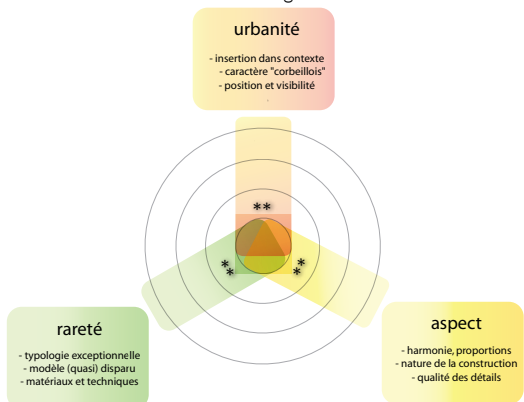 urbanité
- insertion dans contexte
- caractère "corbeillois"
- position et visibilité
**
**
**
rareté
- typologie exceptionnelle
- modèle (quasi) disparu
- matériaux et techniques
aspect
- harmonie, proportions
- nature de la construction
- qualité des détails